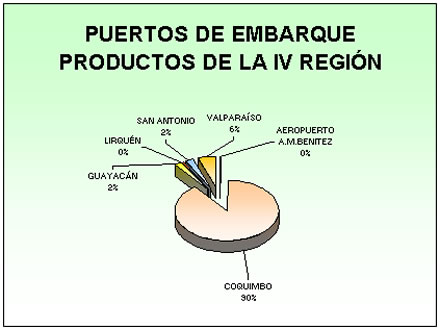 PUERTOS DE EMBARQUE
PRODUCTOS DE LA IV REGIÓN
SAN ANTONIO
2%
VALPARAÍSO
6%
AEROPUERTO
A.M.BENITEZ
0%
LIRQUÉN
0%
GUAYACÁN
2%
COQUIMBO
90%